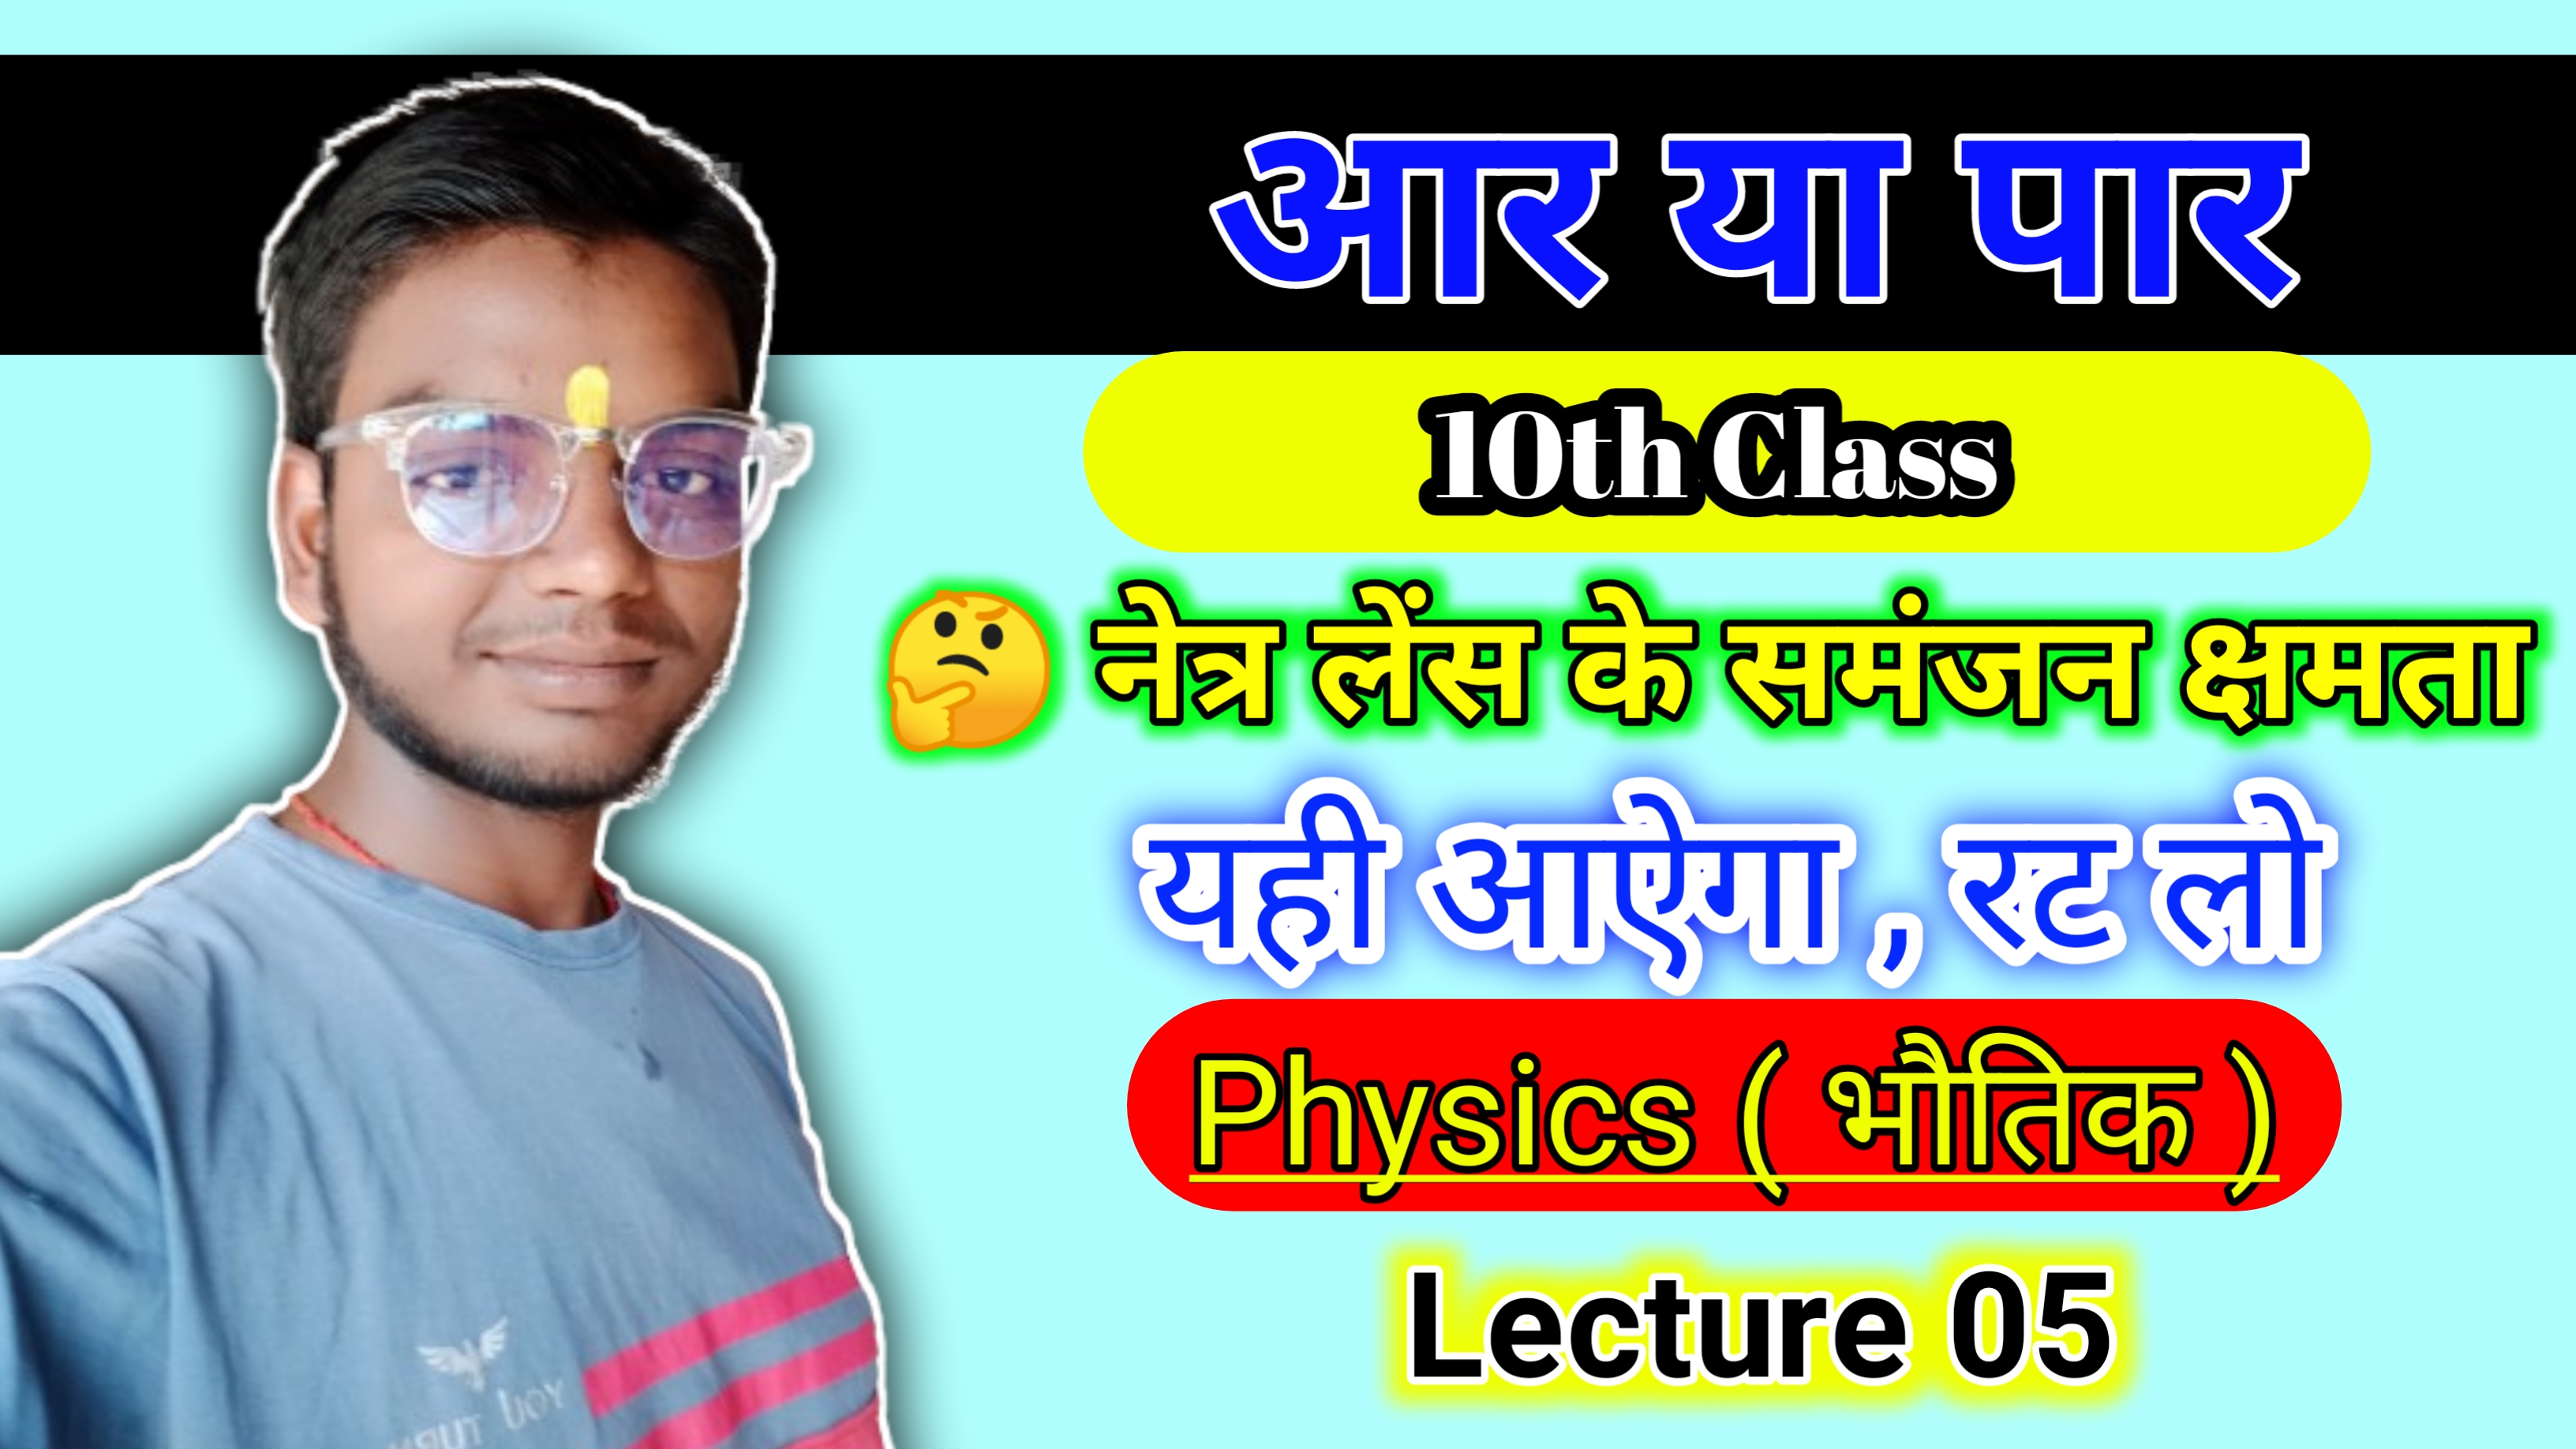 आर या पार
10th Class
🤔 नेत्र लेंस के समंजन क्षमता
यही आऐगा , रट लो
Physics ( भौतिक )
Lecture 05